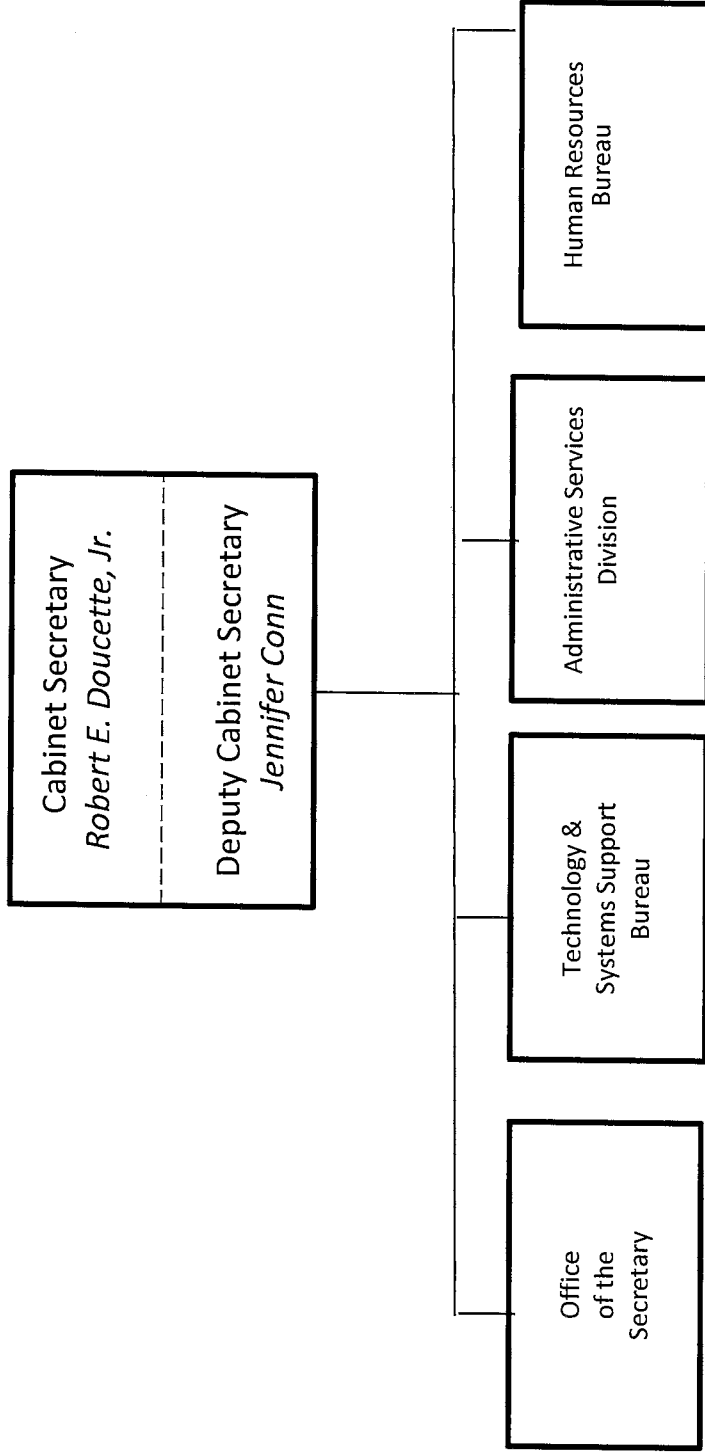 Cabinet Secretary
Robert E. Doucette, Jr.
Deputy Cabinet Secretary
Jennifer Conn
Office
of the
Secretary
Technology &
Systems Support
Bureau
Administrative Services
Division
Human Resources
Bureau